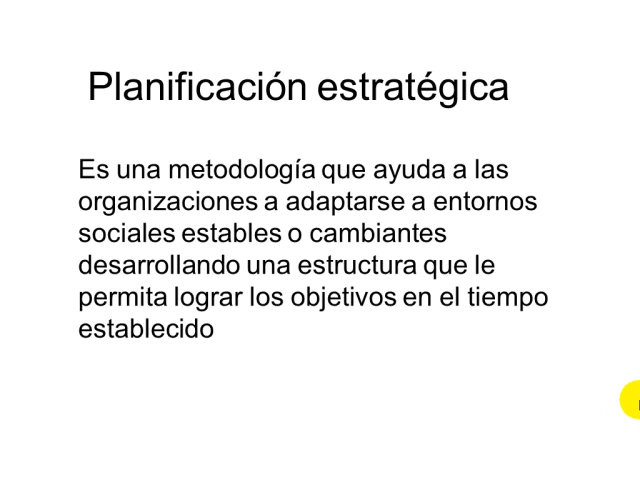 Planificación estratégica
Es una metodología que ayuda a las
organizaciones a adaptarse a entornos
sociales estables o cambiantes
desarrollando una estructura que le
permita lograr los objetivos en el tiempo
establecido